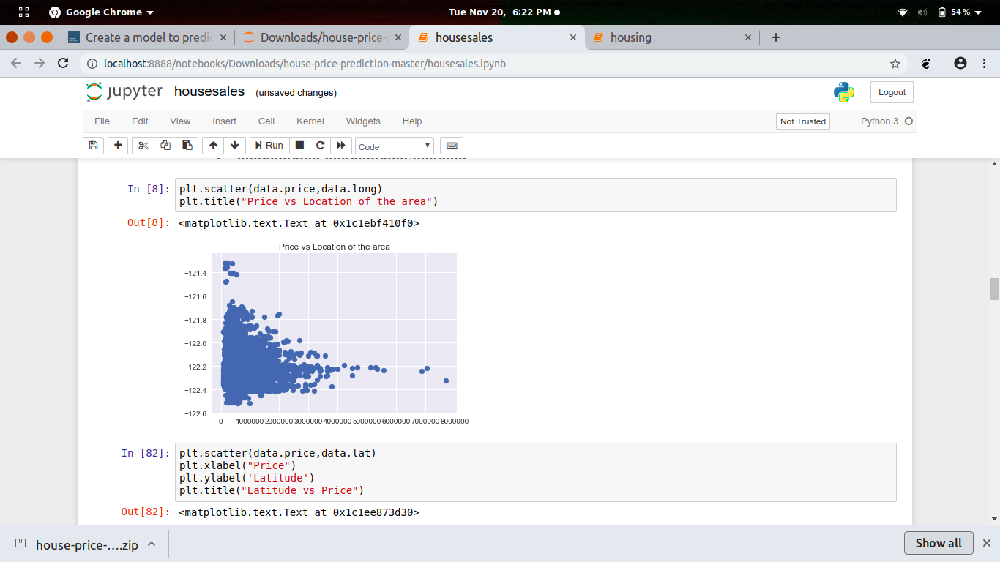 Google Chrome
Tue Nov 20, 6:22 PM
54 %
Create a model to predic
Downloads/house-price-
housesales
housing
localhost:8888/notebooks/Downloads/house-price-prediction-master/housesales.ipynb
jupyter housesales (unsaved changes)
Logout
File Edit View Insert Cell Kernel Widgets Help
Not Trusted
Python 3
Run
Code
In [8]:
plt.scatter(data.price,data.long)
plt.title("Price vs Location of the area")
Out[8]: <matplotlib.text.Text at 0x1c1ebf410f0>
Price vs Location of the area
−121.4
−121.6
−121.8
−122.0
−122.2
−122.4
−122.6
0 1000000 2000000 3000000 4000000 5000000 6000000 7000000 8000000
In [82]:
plt.scatter(data.price,data.lat)
plt.xlabel("Price")
plt.ylabel('Latitude')
plt.title("Latitude vs Price")
Out[82]: <matplotlib.text.Text at 0x1c1ee873d30>
house-price-....zip
Show all